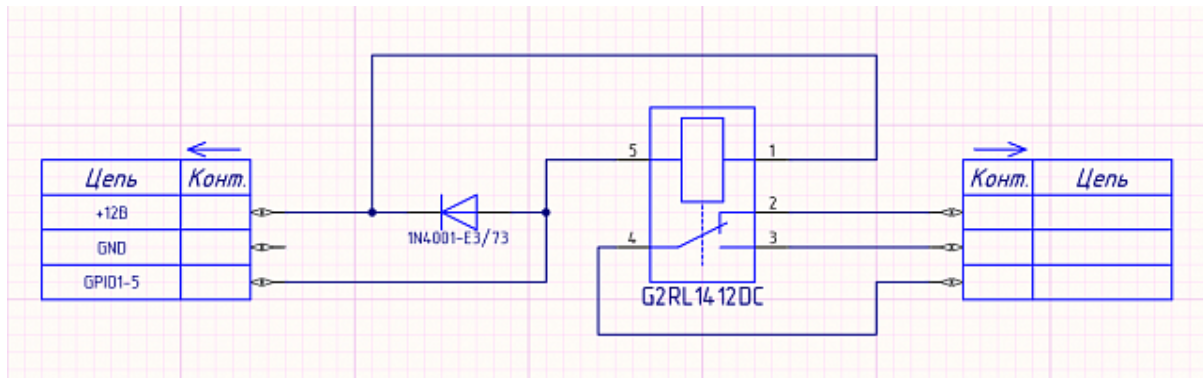 5
1
Цепь Конт.
Конт. Цепь
+12В
2
1N4001-E3/73
GND
4
3
GPIO1-5
G2RL1412DC